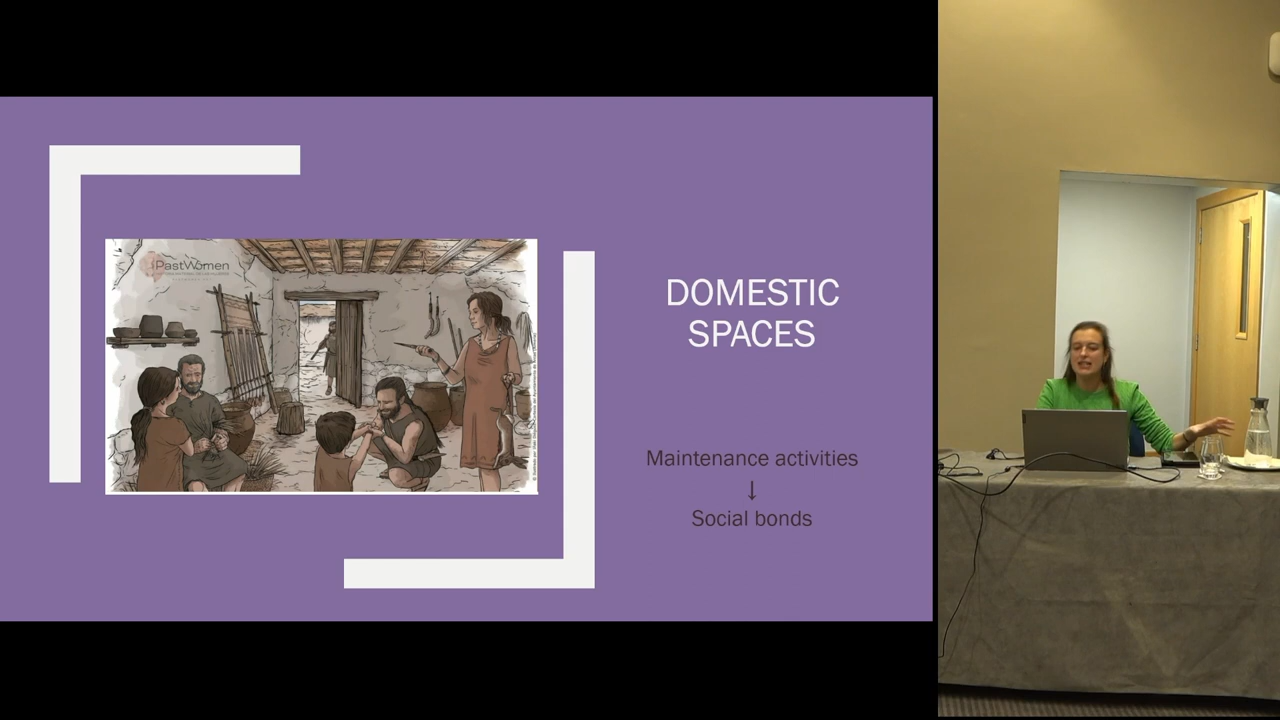 PastWomen
DOMESTIC
SPACES
Maintenance activities
↓
Social bonds